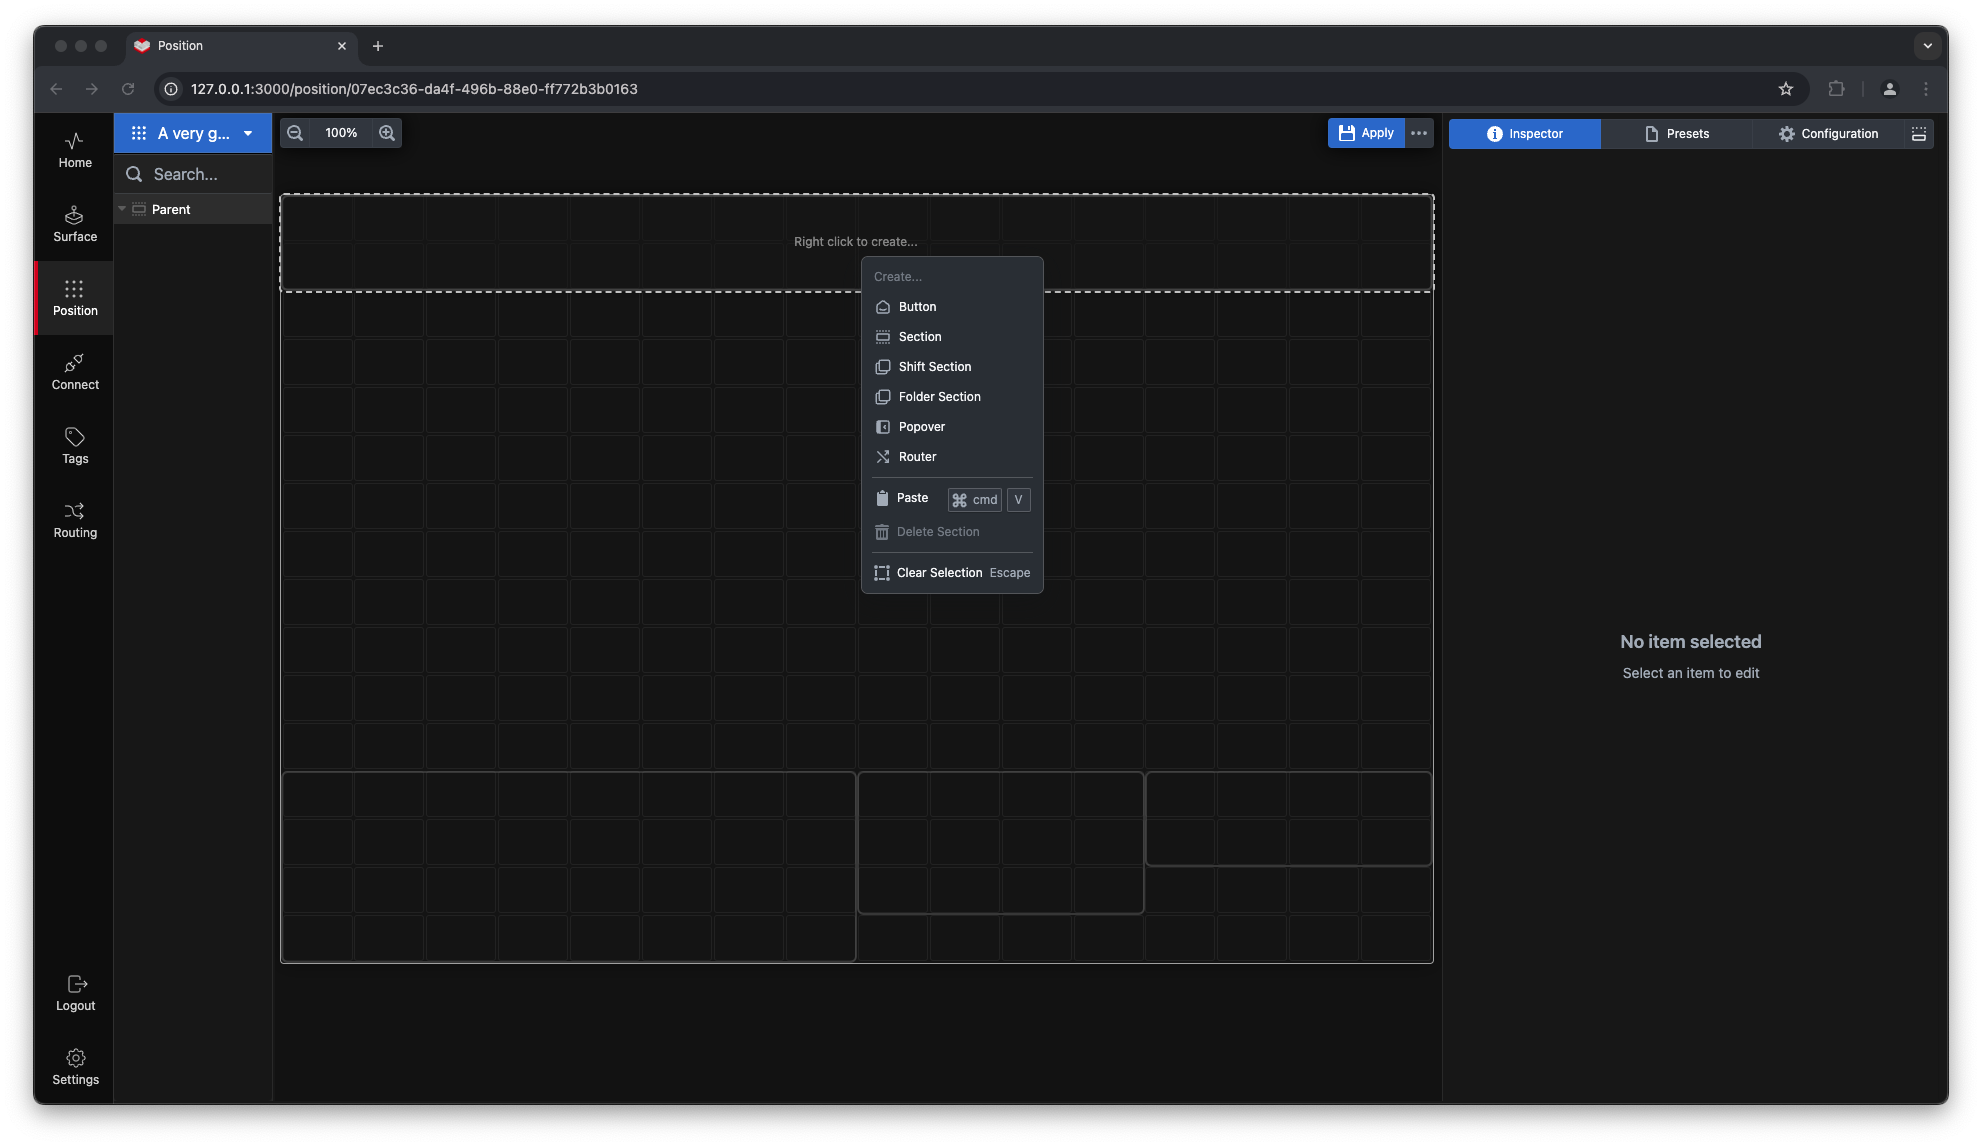 Position
127.0.0.1:3000/position/07ec3c36-da4f-496b-88e0-ff772b3b0163
Home
Surface
Position
Connect
Tags
Routing
Logout
Settings
A very g...
Search...
Parent
100%
Apply
Right click to create...
Create...
Button
Section
Shift Section
Folder Section
Popover
Router
Paste ⌘ cmd V
Delete Section
Clear Selection Escape
Inspector
Presets
Configuration
No item selected
Select an item to edit